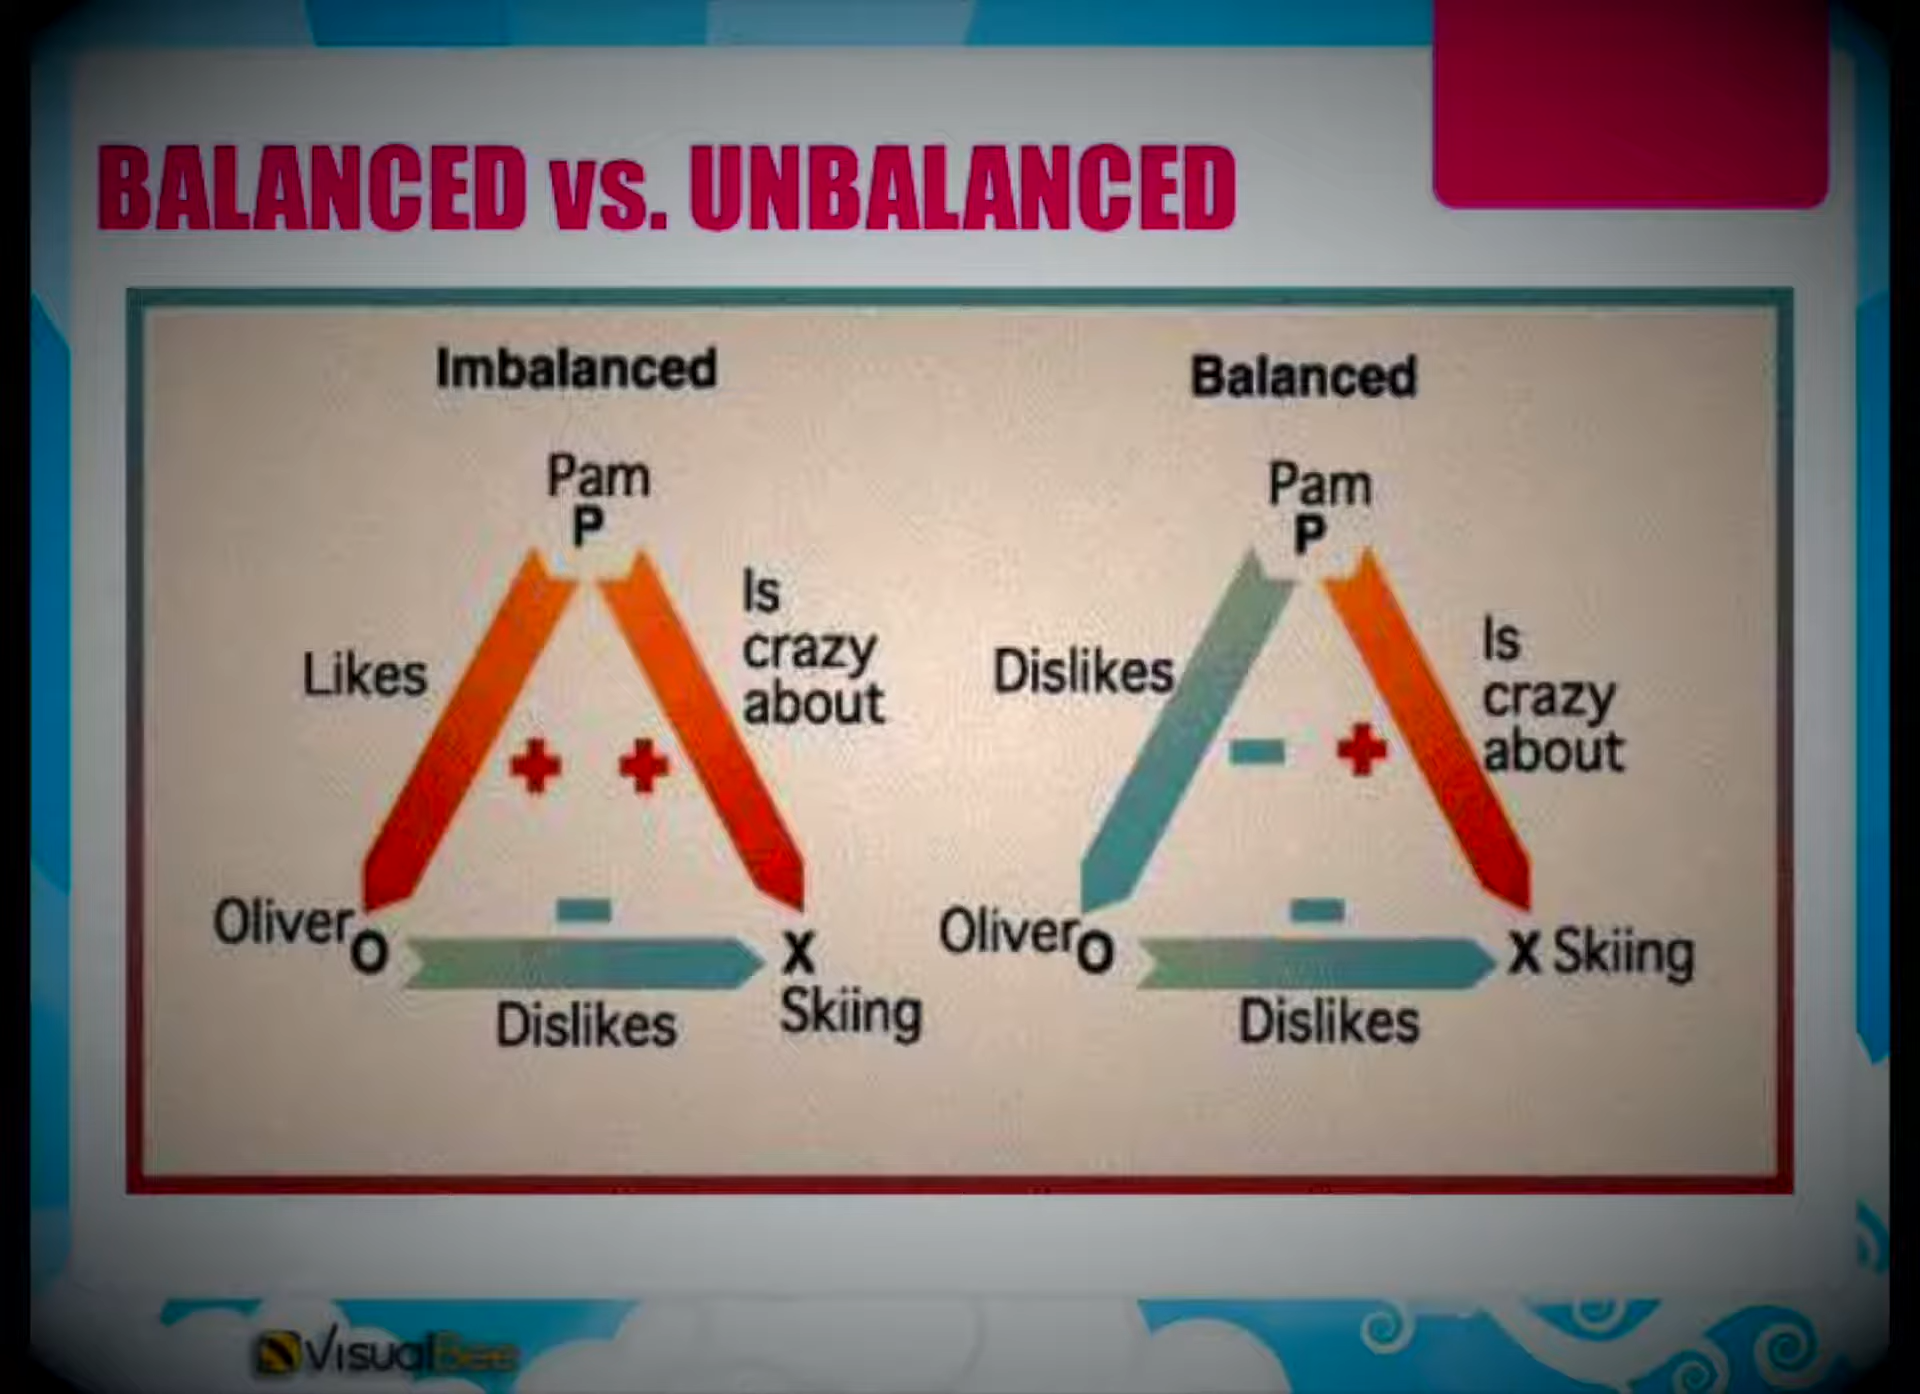 BALANCED vs. UNBALANCED
Imbalanced
Pam
P
Likes
Is
crazy
about
+ +
Oliver
O
-
X
Skiing
Dislikes
Balanced
Pam
P
Dislikes
Is
crazy
about
- +
Oliver
O
-
X Skiing
Dislikes
VisualBee